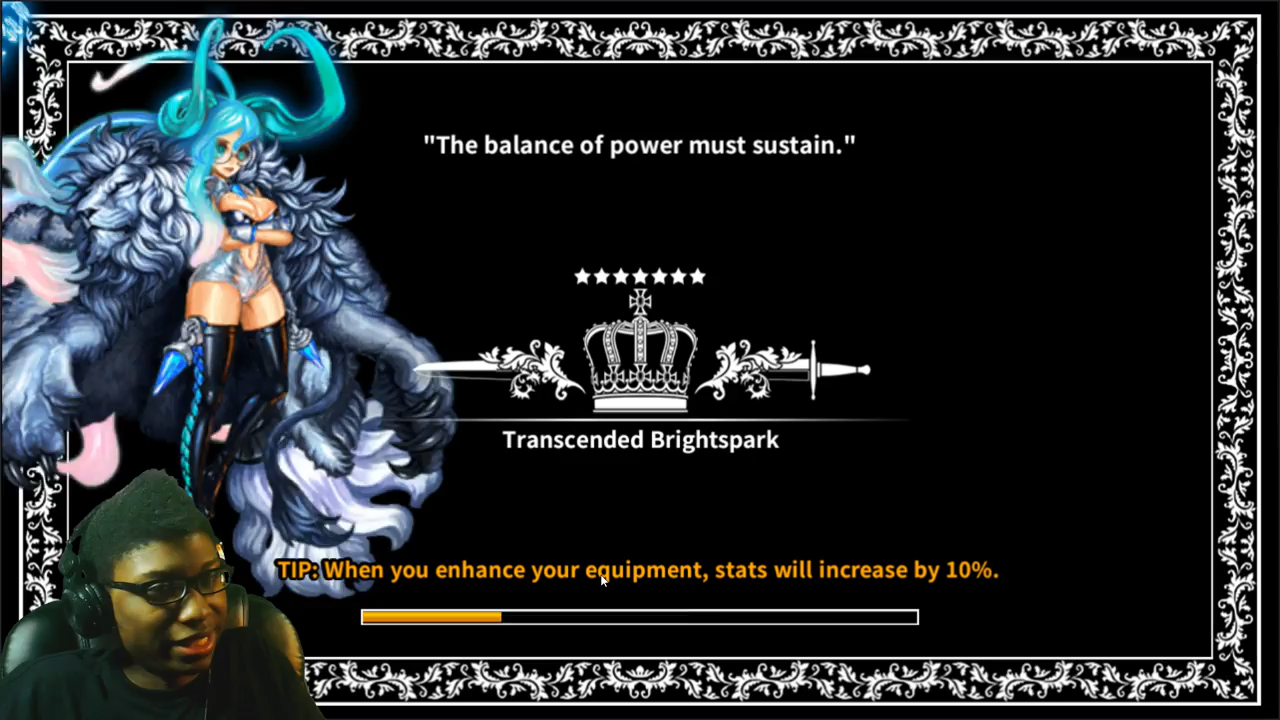 "The balance of power must sustain."
Transcended Brightspark
TIP: When you enhance your equipment, stats will increase by 10%.